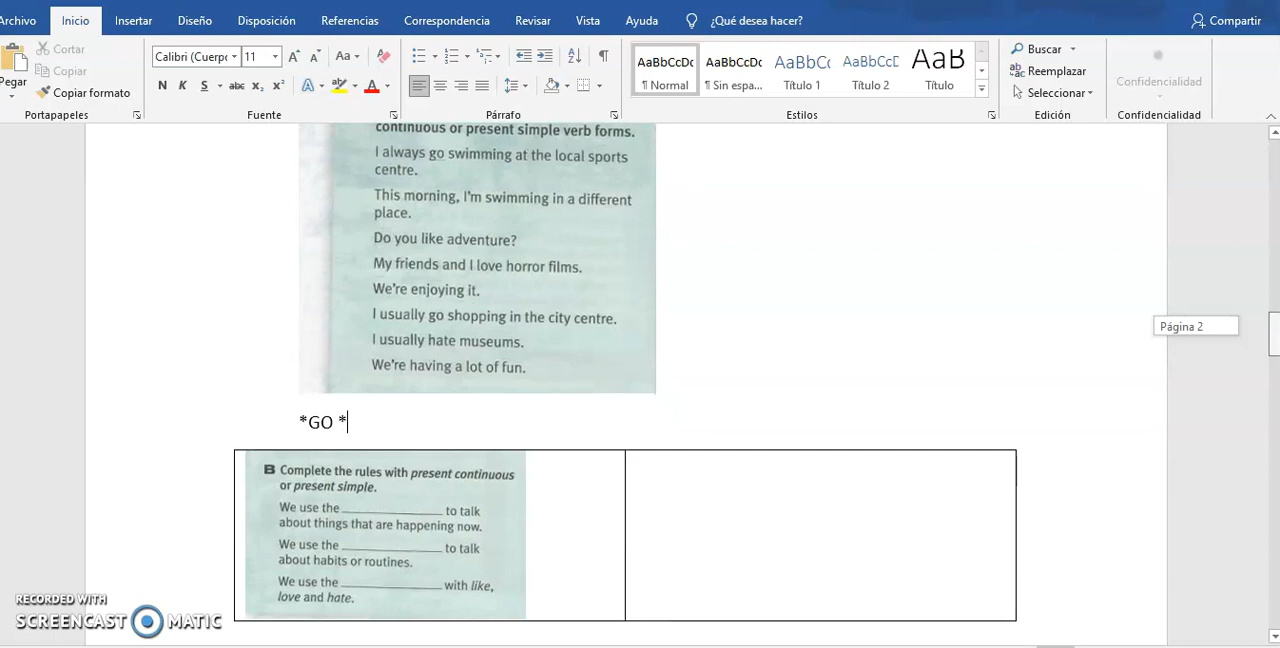 Archivo Inicio Insertar Diseño Disposición Referencias Correspondencia Revisar Vista Ayuda ¿Qué desea hacer? Compartir
Cortar
Copiar
Pegar
Copiar formato
Portapapeles
Calibri (Cuerpo 11
Aa
N K S abc x₂ x²
A A
Fuente
Párrafo
AaBbCcDc AaBbCcDc AaBbCc AaBbCcD AaB
¶ Normal ¶ Sin espa... Título 1 Título 2 Título
Estilos
Buscar
Reemplazar
Seleccionar
Edición
Confidencialidad
Confidencialidad
continuous or present simple verb forms.
I always go swimming at the local sports
centre.
This morning, I'm swimming in a different
place.
Do you like adventure?
My friends and I love horror films.
We're enjoying it.
I usually go shopping in the city centre.
I usually hate museums.
We're having a lot of fun.
Página 2
*GO *
B Complete the rules with present continuous
or present simple.
We use the ____________ to talk
about things that are happening now.
We use the ____________ to talk
about habits or routines.
We use the ____________ with like,
love and hate.
RECORDED WITH
SCREENCAST MATIC